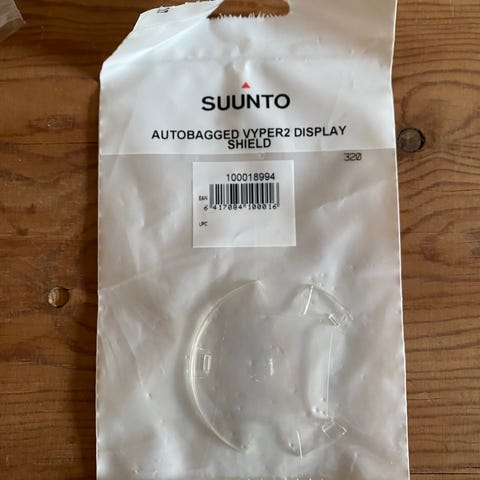 SUUNTO
AUTOBAGGED VYPER2 DISPLAY
SHIELD
320
100018994
EAN
6 417084 100016
UPC